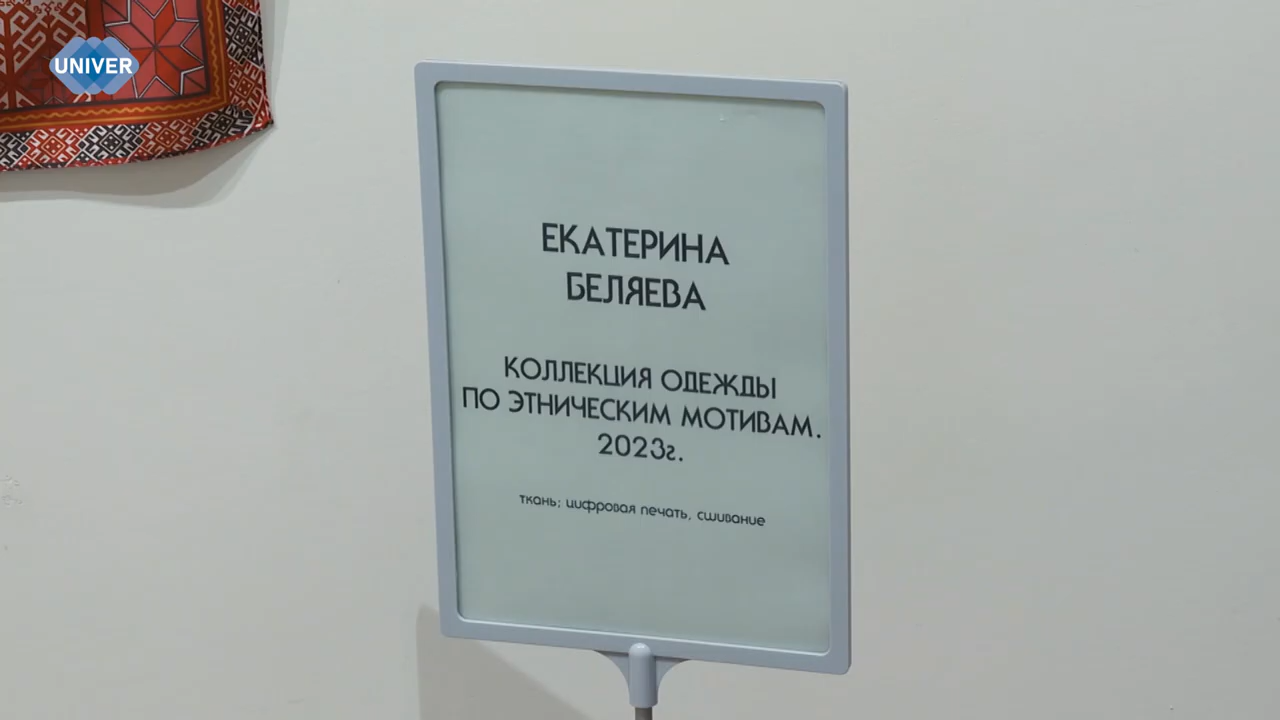 UNIVER
ЕКАТЕРИНА
БЕЛЯЕВА
КОЛЛЕКЦИЯ ОДЕЖДЫ
ПО ЭТНИЧЕСКИМ МОТИВАМ.
2023г.
ткань; цифровая печать, сшивание